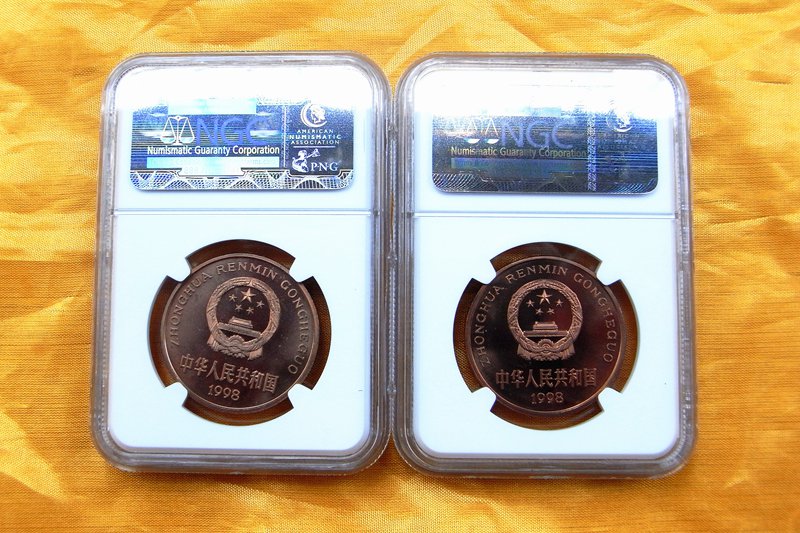 NGC
Numismatic Guaranty Corporation
AMERICAN
NUMISMATIC
ASSOCIATION
PNG
ZHONGHUA RENMIN GONGHEGUO
中华人民共和国
1998
NGC
Numismatic Guaranty Corporation
ZHONGHUA RENMIN GONGHEGUO
中华人民共和国
1998